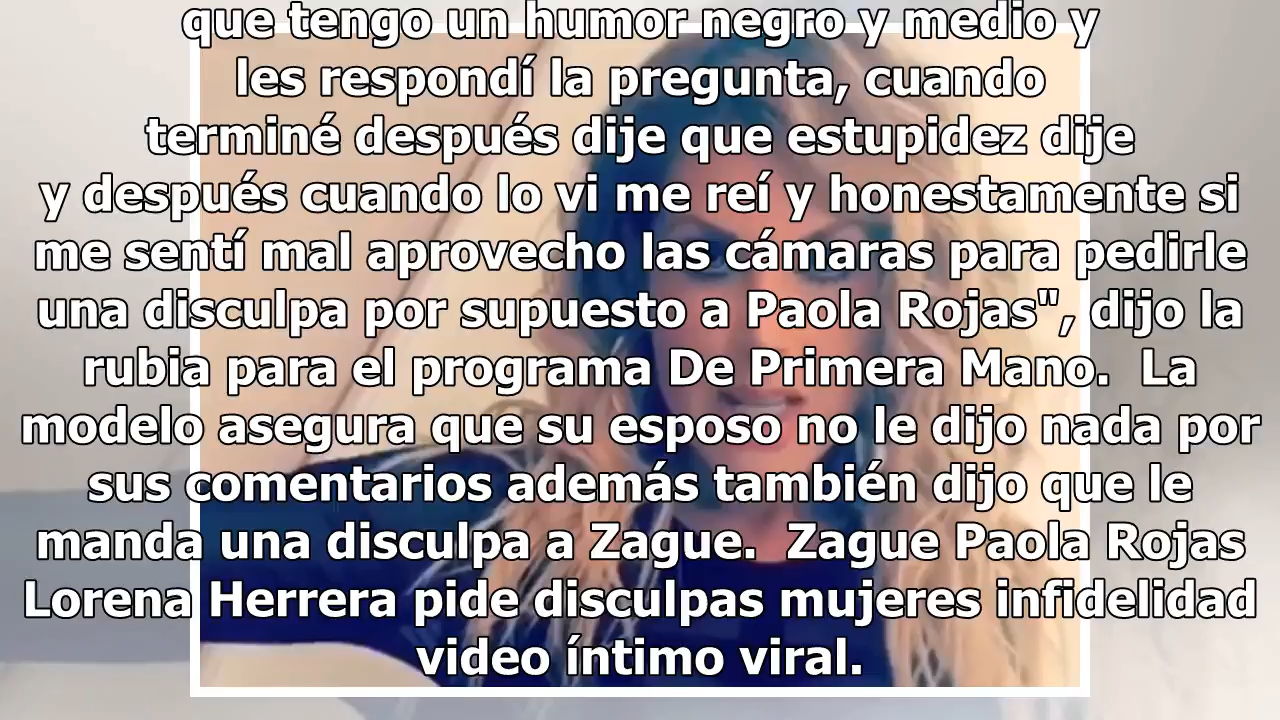 que tengo un humor negro y medio y
les respondí la pregunta, cuando
terminé después dije que estupidez dije
y después cuando lo vi me reí y honestamente si
me sentí mal aprovecho las cámaras para pedirle
una disculpa por supuesto a Paola Rojas", dijo la
rubia para el programa De Primera Mano.  La
modelo asegura que su esposo no le dijo nada por
sus comentarios además también dijo que le
manda una disculpa a Zague.  Zague Paola Rojas
Lorena Herrera pide disculpas mujeres infidelidad
video íntimo viral.